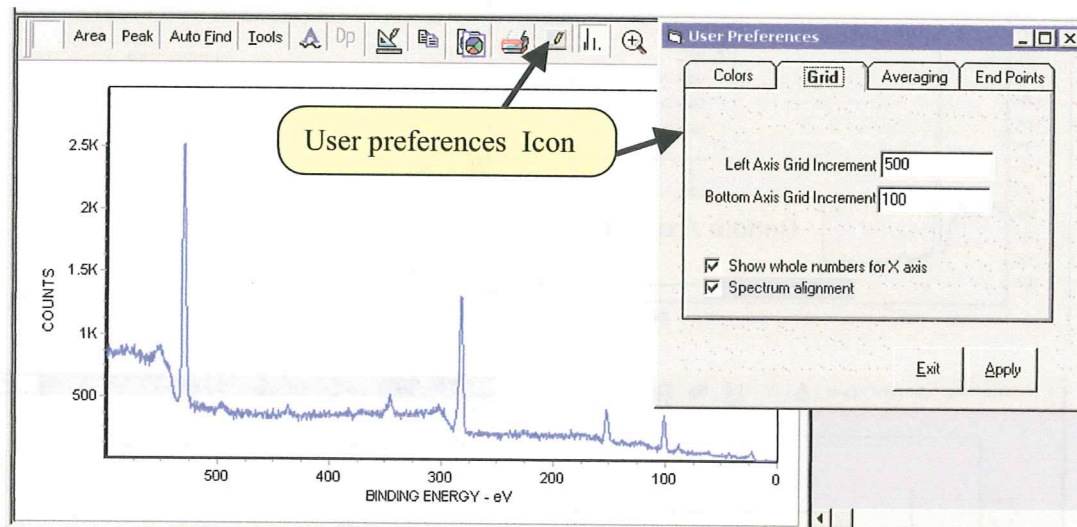 Area Peak Auto Find Tools Dp
User Preferences
Colors Grid Averaging End Points
User preferences Icon
Left Axis Grid Increment 500
Bottom Axis Grid Increment 100
Show whole numbers for X axis
Spectrum alignment
Exit Apply
2.5K
2K
1.5K
1K
500
COUNTS
500 400 300 200 100 0
BINDING ENERGY - eV